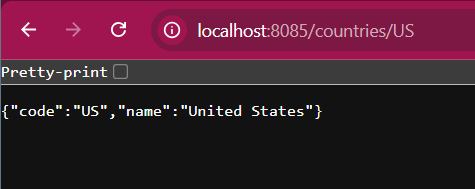 localhost:8085/countries/US
Pretty-print
{"code":"US","name":"United States"}